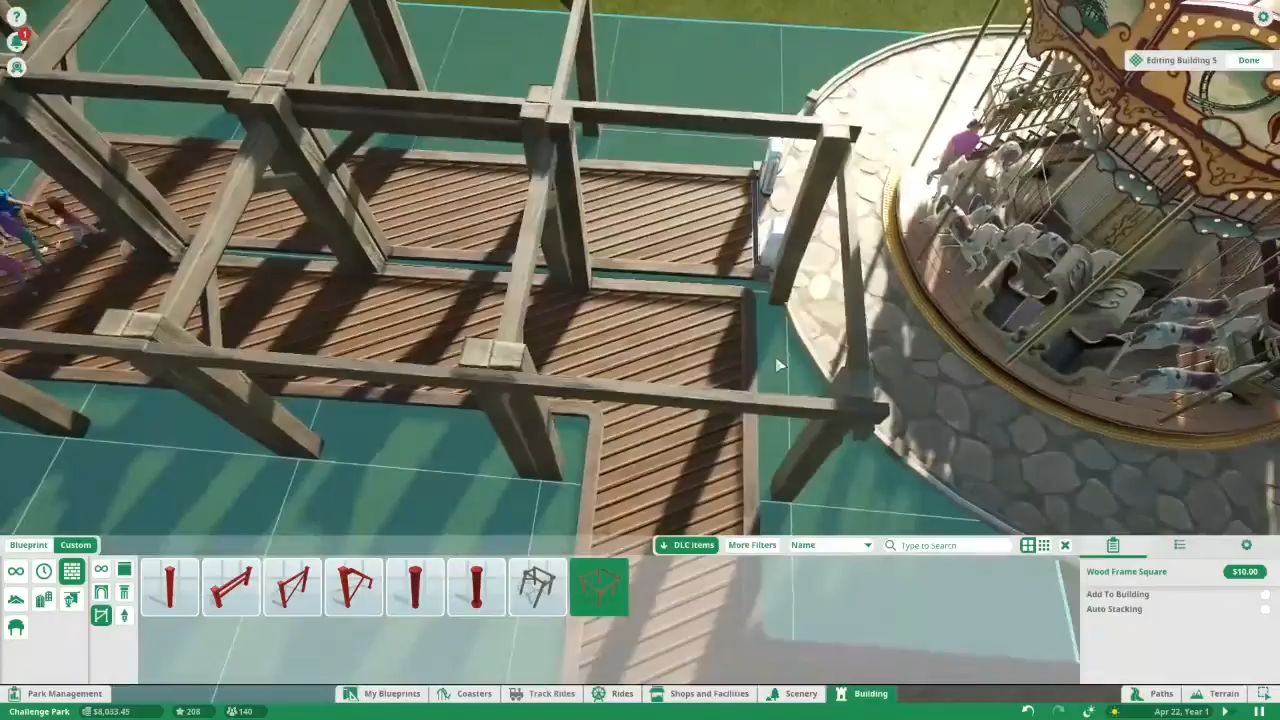 ?
1
Editing Building 5
Done
Blueprint
Custom
DLC Items
More Filters
Name
Type to Search
Wood Frame Square
$10.00
Add To Building
Auto Stacking
Park Management
My Blueprints
Coasters
Track Rides
Rides
Shops and Facilities
Scenery
Building
Paths
Terrain
Challenge Park
$8,033.45
208
140
Apr 22, Year 1